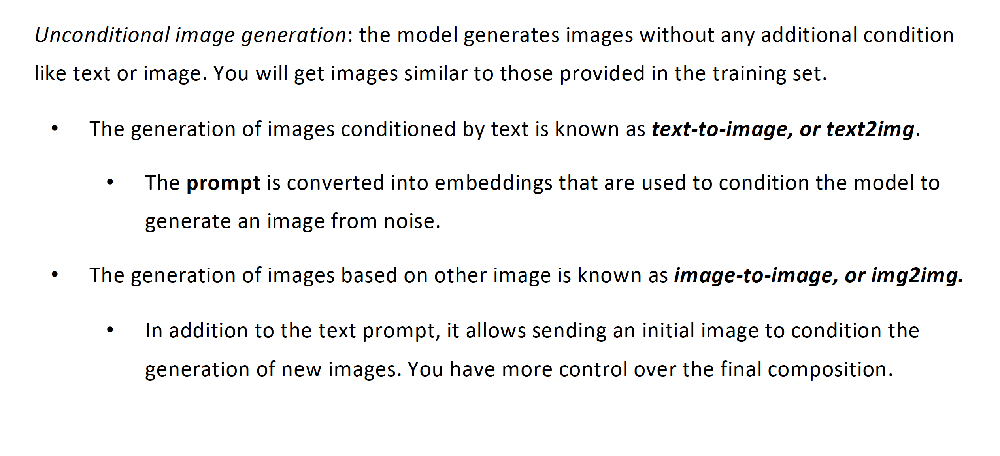 Unconditional image generation: the model generates images without any additional condition
like text or image. You will get images similar to those provided in the training set.
• The generation of images conditioned by text is known as text-to-image, or text2img.
• The prompt is converted into embeddings that are used to condition the model to
generate an image from noise.
• The generation of images based on other image is known as image-to-image, or img2img.
• In addition to the text prompt, it allows sending an initial image to condition the
generation of new images. You have more control over the final composition.